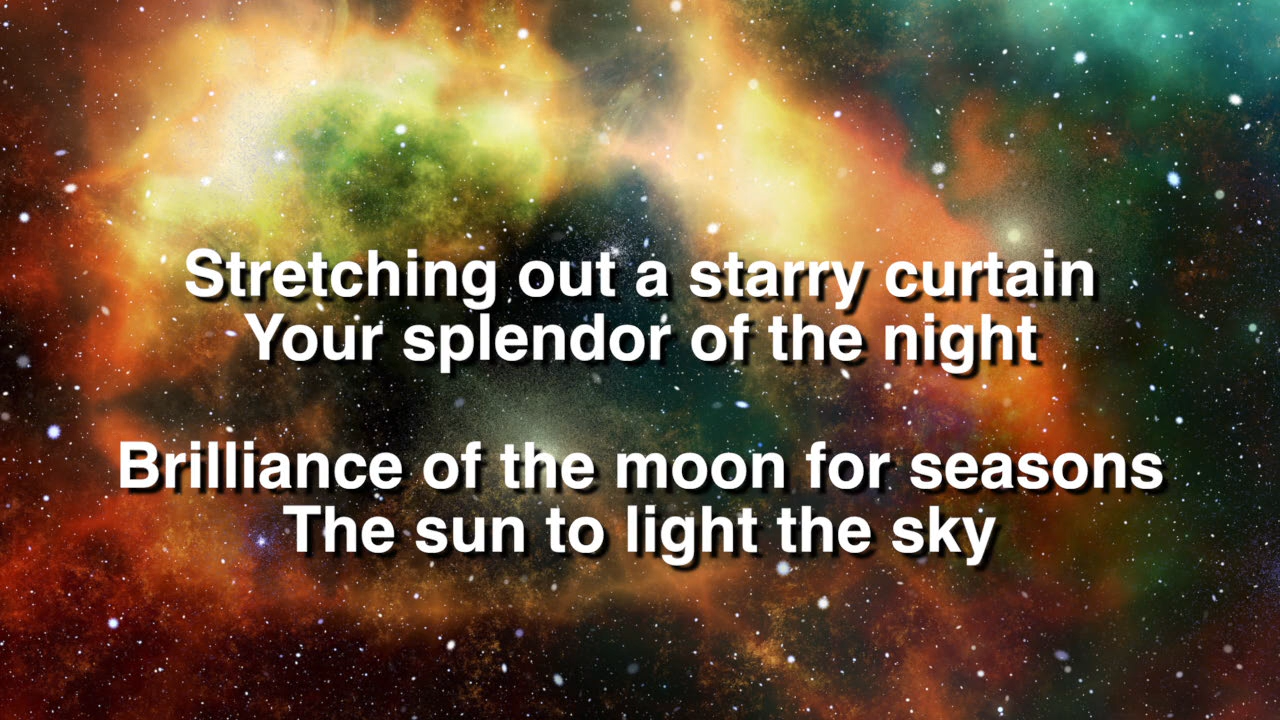 Stretching out a starry curtain
Your splendor of the night
Brilliance of the moon for seasons
The sun to light the sky